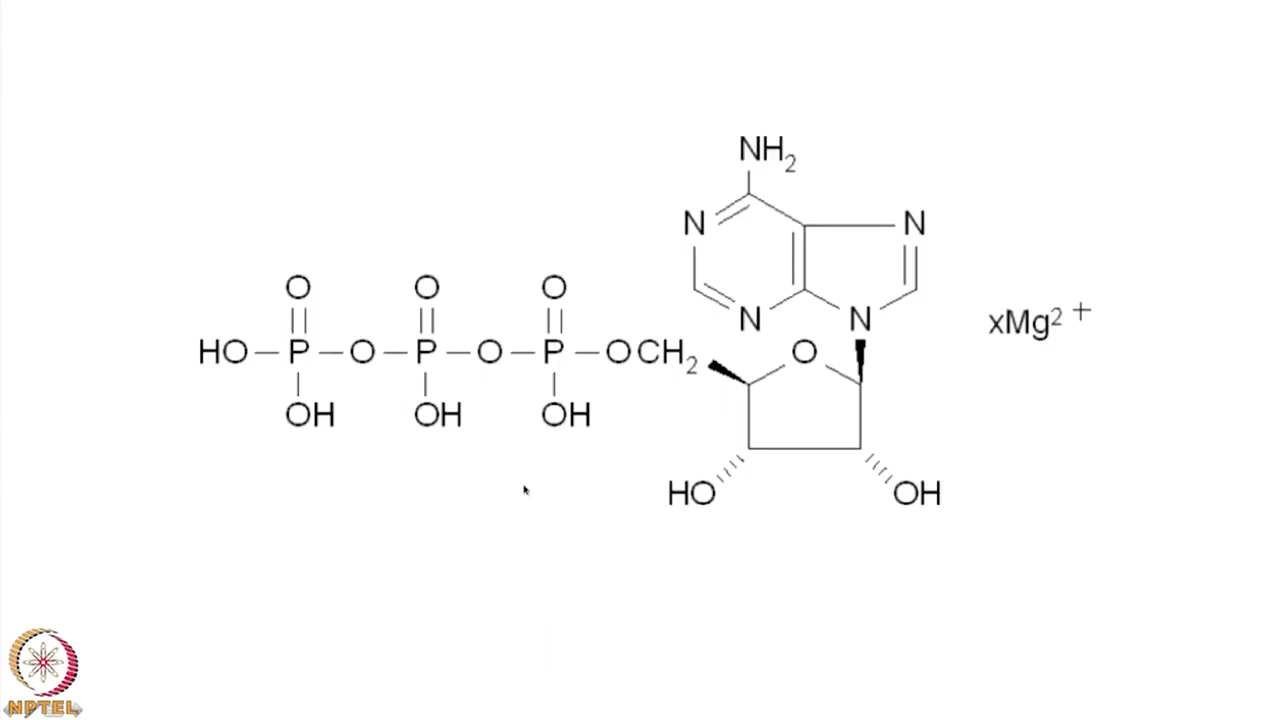 NH2
N N
O O O
N N
HO P O P O P OCH2 O xMg2+
OH OH OH
HO OH
NPTEL